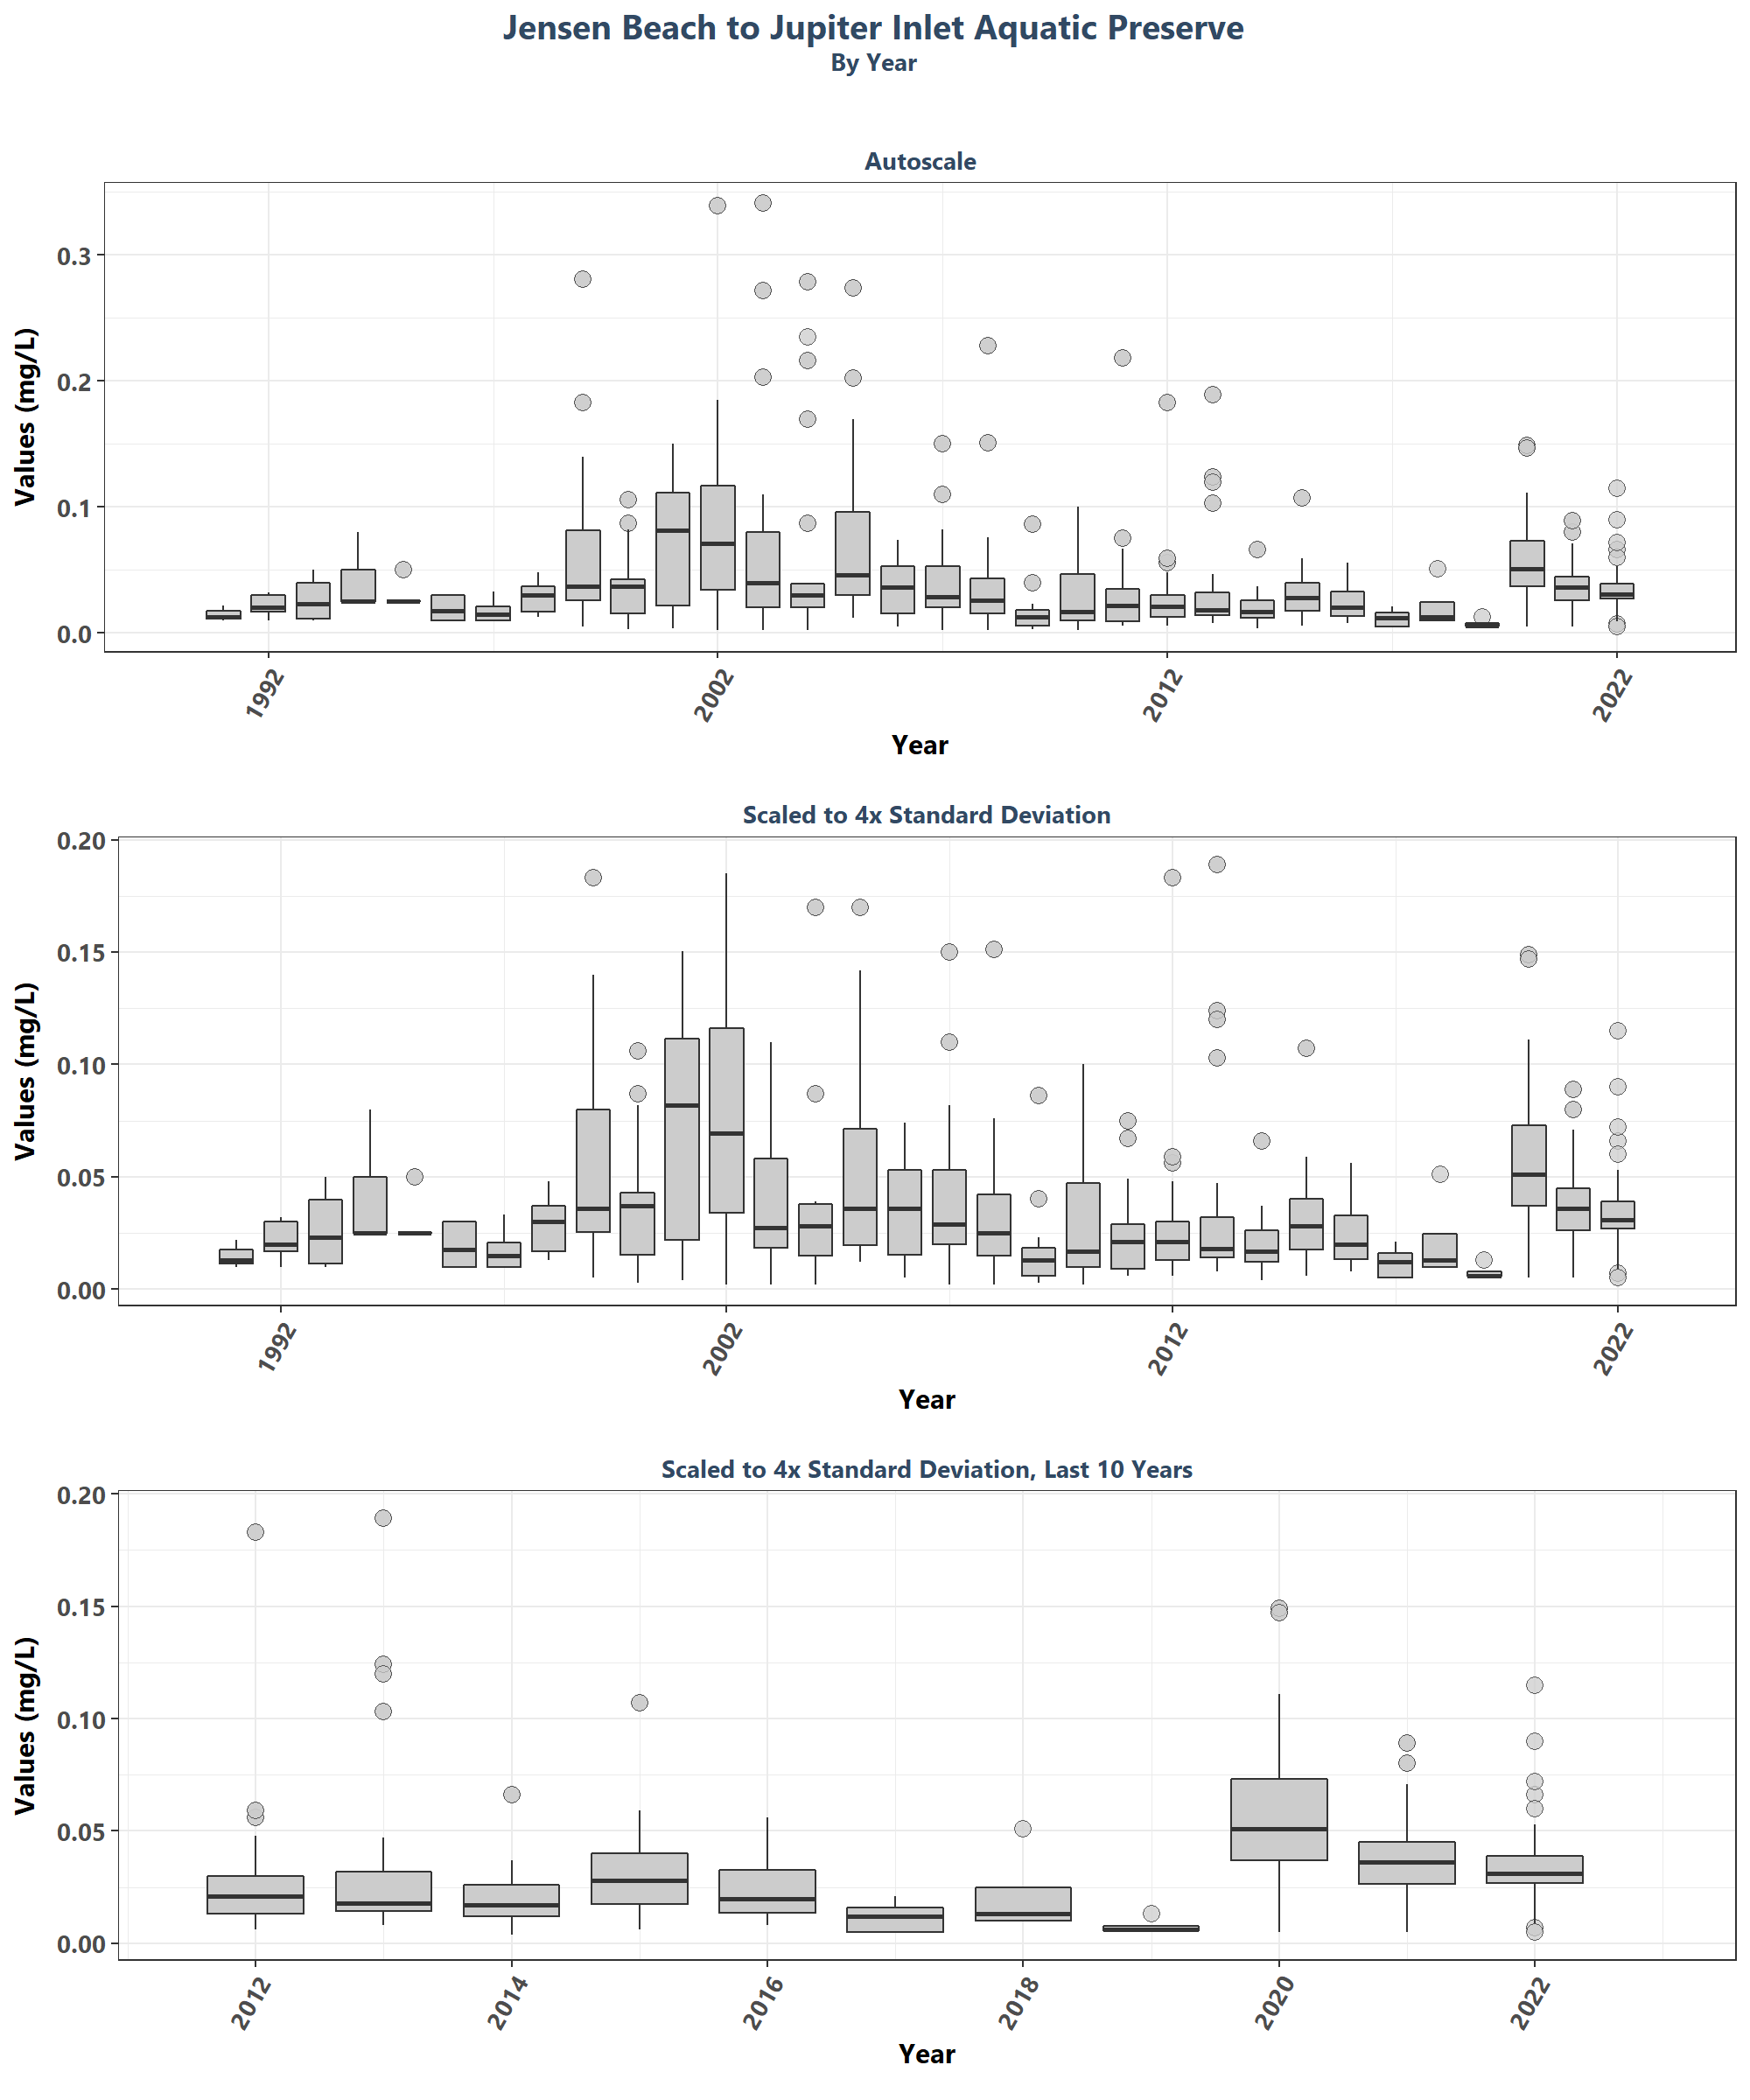 Jensen Beach to Jupiter Inlet Aquatic Preserve
By Year
Autoscale
Values (mg/L)
0.3
0.2
0.1
0.0
1992
2002
2012
2022
Year
Scaled to 4x Standard Deviation
Values (mg/L)
0.20
0.15
0.10
0.05
0.00
1992
2002
2012
2022
Year
Scaled to 4x Standard Deviation, Last 10 Years
Values (mg/L)
0.20
0.15
0.10
0.05
0.00
2012
2014
2016
2018
2020
2022
Year